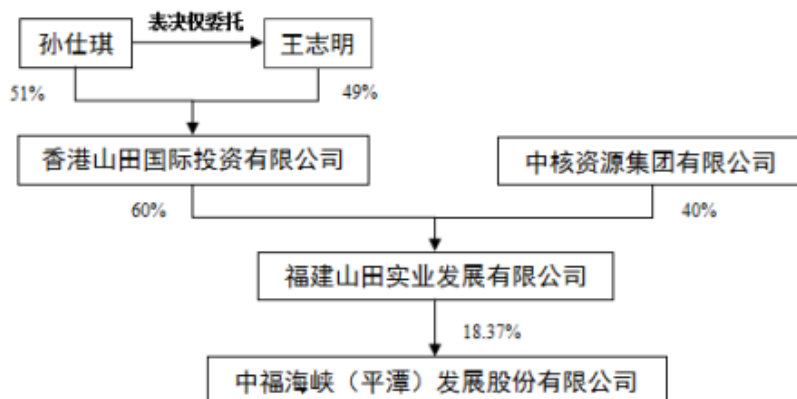 表决权委托
孙仕琪
王志明
51%
49%
香港山田国际投资有限公司
中核资源集团有限公司
60%
40%
福建山田实业发展有限公司
18.37%
中福海峡（平潭）发展股份有限公司